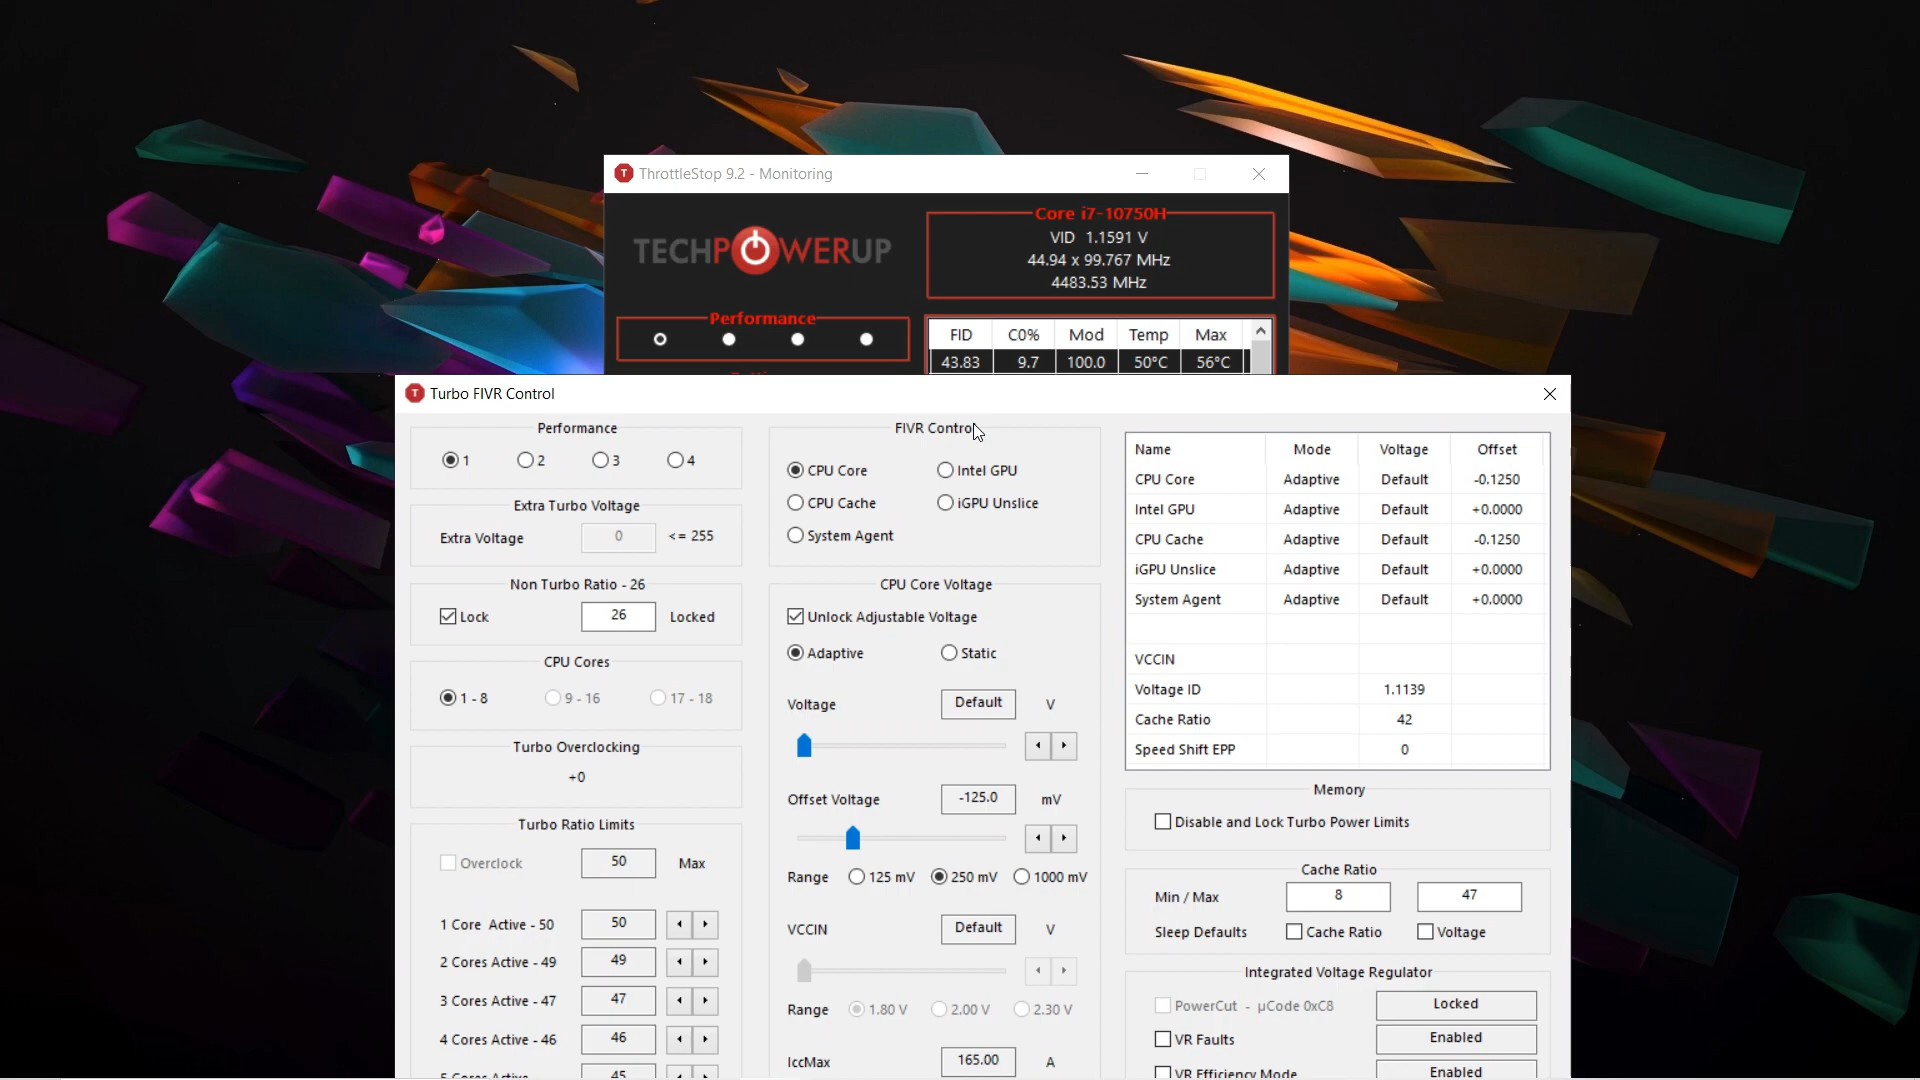 ThrottleStop 9.2 - Monitoring
TECHPOWERUP
Core i7-10750H
VID 1.1591 V
44.94 x 99.767 MHz
4483.53 MHz
Performance
FID C0% Mod Temp Max
43.83 9.7 100.0 50°C 56°C
Turbo FIVR Control
Performance
1 2 3 4
Extra Turbo Voltage
Extra Voltage 0 <= 255
Non Turbo Ratio - 26
Lock 26 Locked
CPU Cores
1 - 8 9 - 16 17 - 18
Turbo Overclocking
+0
Turbo Ratio Limits
Overclock 50 Max
1 Core Active - 50 50
2 Cores Active - 49 49
3 Cores Active - 47 47
4 Cores Active - 46 46
5 Cores Active 45
FIVR Control
CPU Core Intel GPU
CPU Cache iGPU Unslice
System Agent
CPU Core Voltage
Unlock Adjustable Voltage
Adaptive Static
Voltage Default V
Offset Voltage -125.0 mV
Range 125 mV 250 mV 1000 mV
VCCIN Default V
Range 1.80 V 2.00 V 2.30 V
IccMax 165.00 A
Name Mode Voltage Offset
CPU Core Adaptive Default -0.1250
Intel GPU Adaptive Default +0.0000
CPU Cache Adaptive Default -0.1250
iGPU Unslice Adaptive Default +0.0000
System Agent Adaptive Default +0.0000
VCCIN
Voltage ID 1.1139
Cache Ratio 42
Speed Shift EPP 0
Memory
Disable and Lock Turbo Power Limits
Cache Ratio
Min / Max 8 47
Sleep Defaults Cache Ratio Voltage
Integrated Voltage Regulator
PowerCut - µCode 0xC8 Locked
VR Faults Enabled
VR Efficiency Mode Enabled